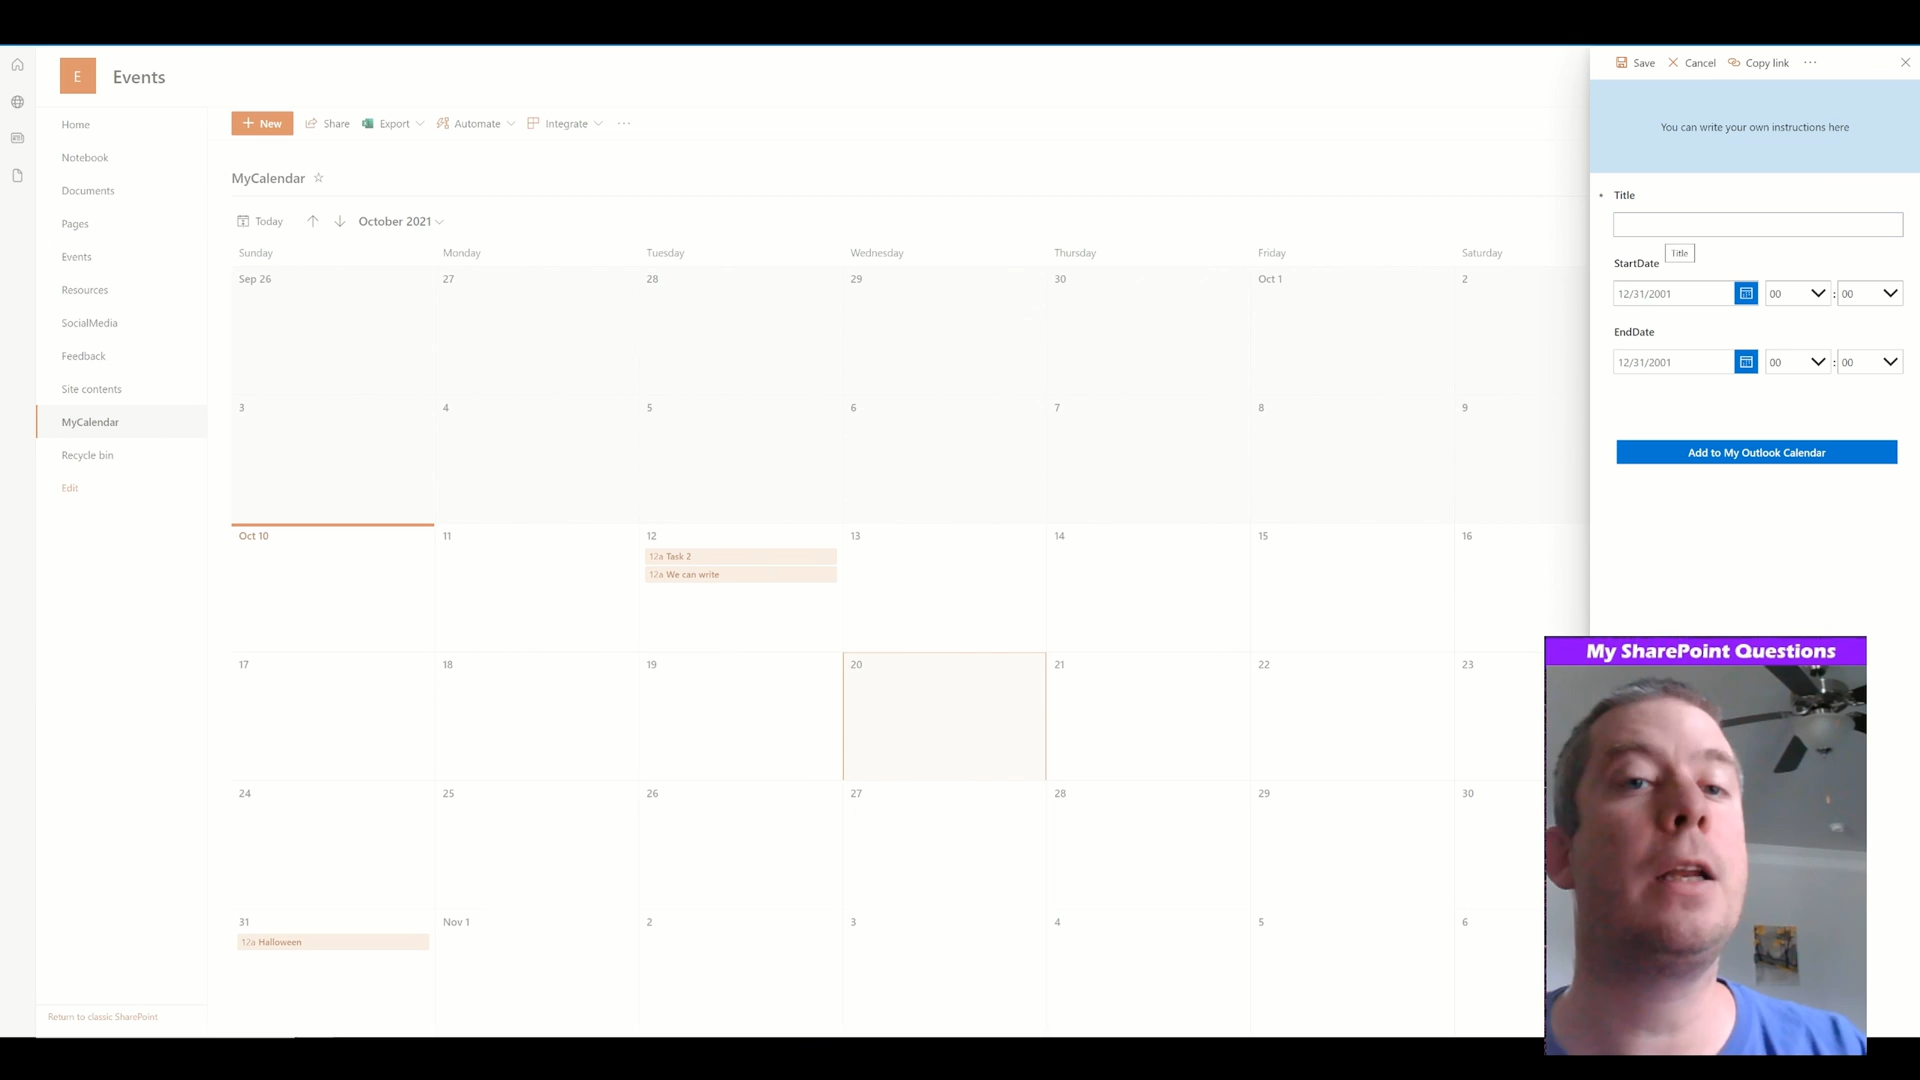 E
Events
Home
Notebook
Documents
Pages
Events
Resources
SocialMedia
Feedback
Site contents
MyCalendar
Recycle bin
Edit
Return to classic SharePoint
+ New Share Export Automate Integrate ...
MyCalendar
Today October 2021
Sunday Monday Tuesday Wednesday Thursday Friday Saturday
Sep 26 27 28 29 30 Oct 1 2
3 4 5 6 7 8 9
Oct 10 11 12 13 14 15 16
12a Task 2
12a We can write
17 18 19 20 21 22 23
24 25 26 27 28 29 30
31 Nov 1 2 3 4 5 6
12a Halloween
Save Cancel Copy link ...
You can write your own instructions here
* Title
Title
StartDate
12/31/2001 00 : 00
EndDate
12/31/2001 00 : 00
Add to My Outlook Calendar
My SharePoint Questions